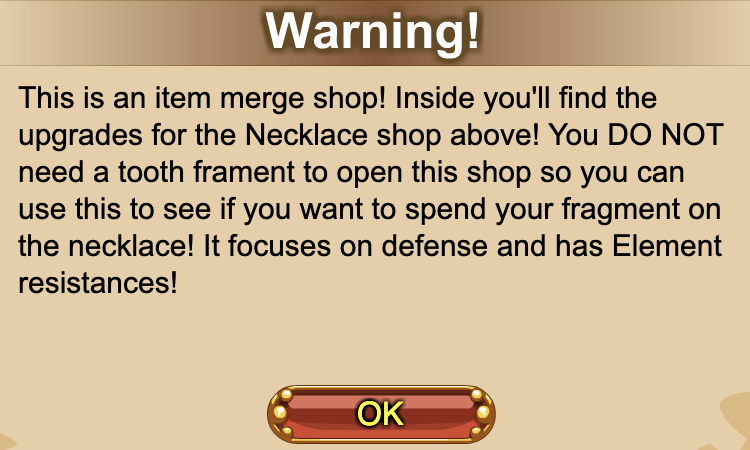 Warning!
This is an item merge shop! Inside you'll find the
upgrades for the Necklace shop above! You DO NOT
need a tooth frament to open this shop so you can
use this to see if you want to spend your fragment on
the necklace! It focuses on defense and has Element
resistances!
OK